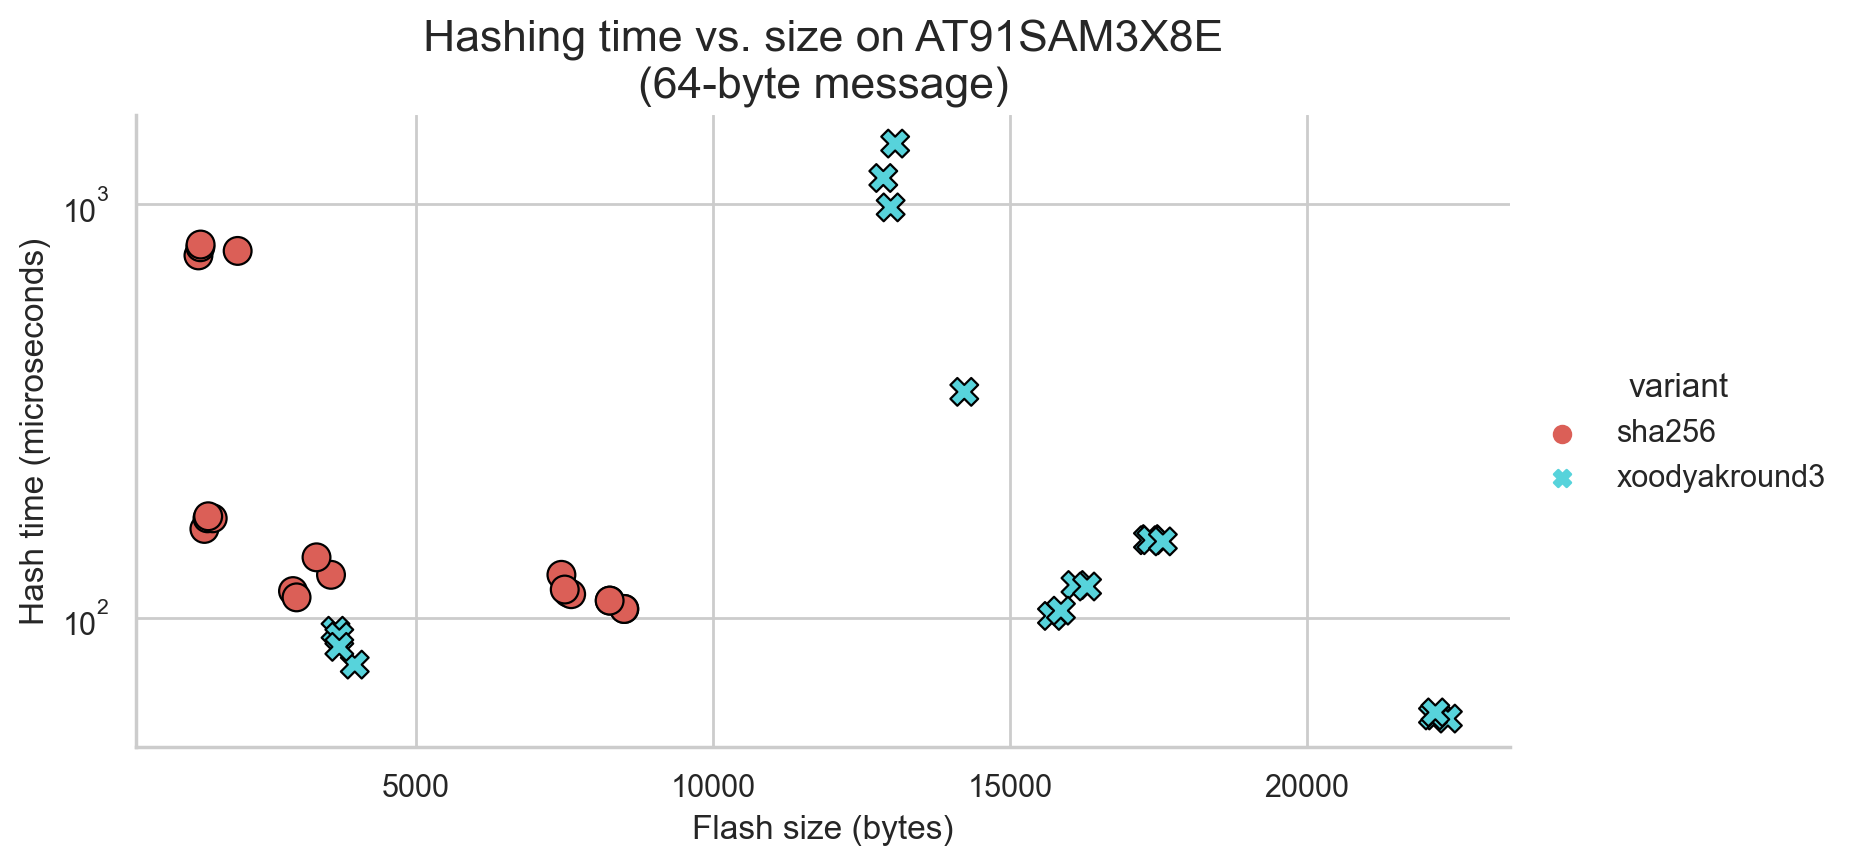 Hashing time vs. size on AT91SAM3X8E
(64-byte message)
Hash time (microseconds)
10³
10²
5000
10000
15000
20000
Flash size (bytes)
variant
sha256
xoodyakround3